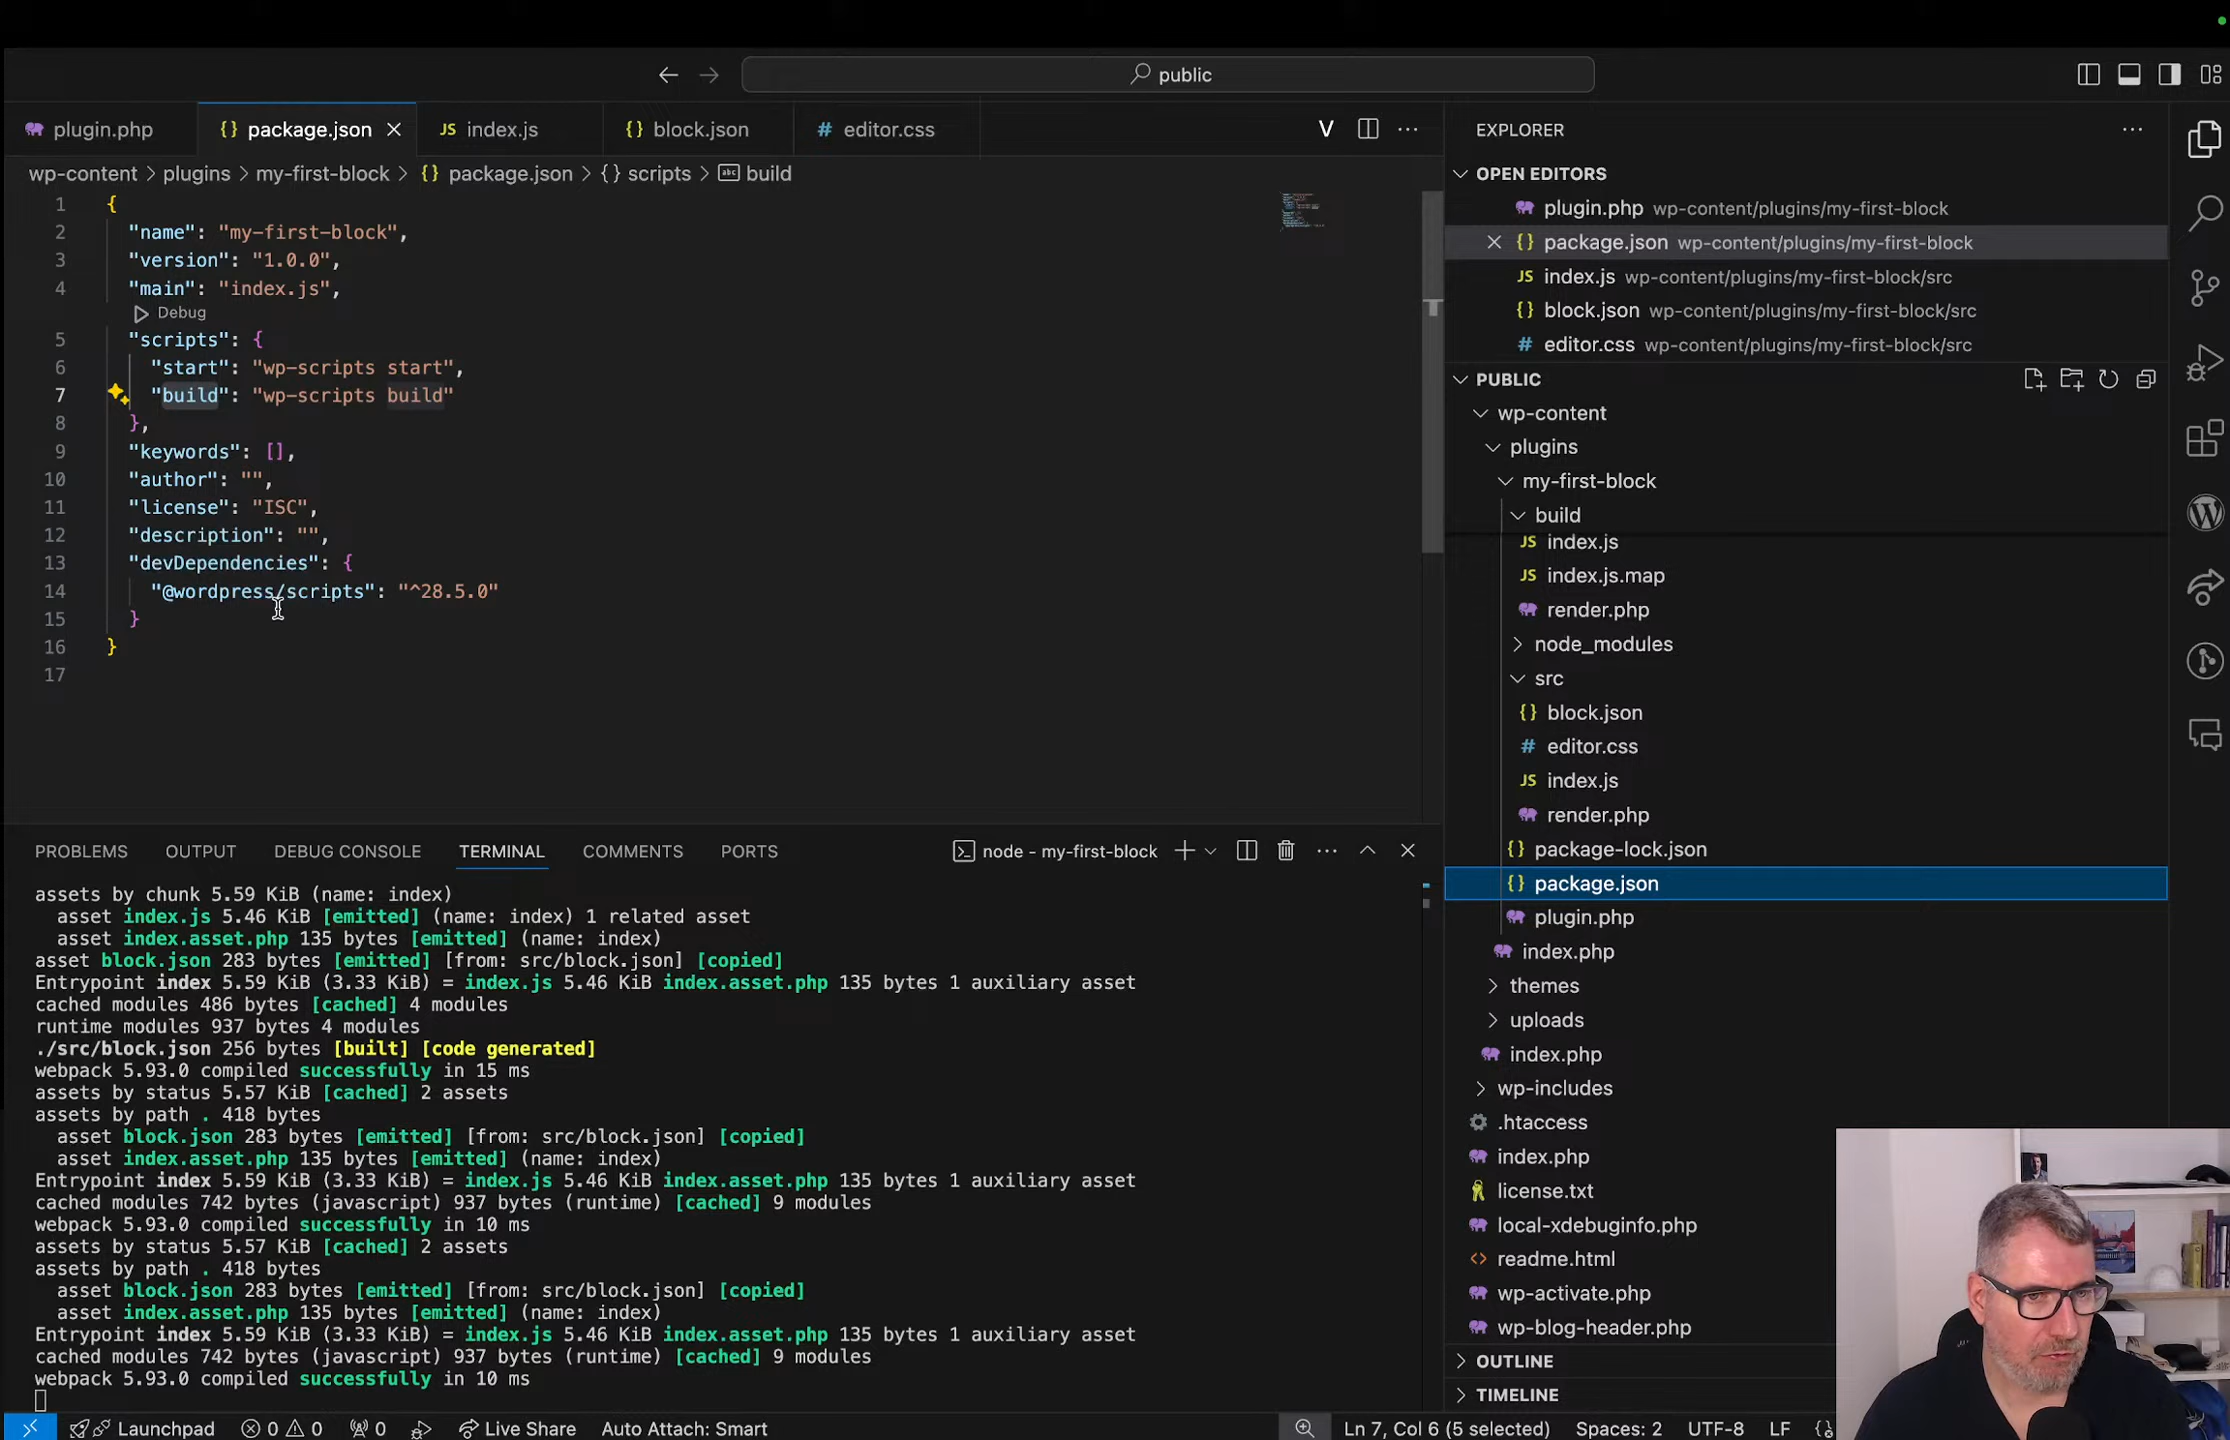 public
plugin.php
package.json
index.js
block.json
editor.css
wp-content > plugins > my-first-block > {} package.json > {} scripts > abc build
1 {
2 "name": "my-first-block",
3 "version": "1.0.0",
4 "main": "index.js",
Debug
5 "scripts": {
6 "start": "wp-scripts start",
7 "build": "wp-scripts build"
8 },
9 "keywords": [],
10 "author": "",
11 "license": "ISC",
12 "description": "",
13 "devDependencies": {
14 "@wordpress/scripts": "^28.5.0"
15 }
16 }
17
PROBLEMS OUTPUT DEBUG CONSOLE TERMINAL COMMENTS PORTS
node - my-first-block
assets by chunk 5.59 KiB (name: index)
asset index.js 5.46 KiB [emitted] (name: index) 1 related asset
asset index.asset.php 135 bytes [emitted] (name: index)
asset block.json 283 bytes [emitted] [from: src/block.json] [copied]
Entrypoint index 5.59 KiB (3.33 KiB) = index.js 5.46 KiB index.asset.php 135 bytes 1 auxiliary asset
cached modules 486 bytes [cached] 4 modules
runtime modules 937 bytes 4 modules
./src/block.json 256 bytes [built] [code generated]
webpack 5.93.0 compiled successfully in 15 ms
assets by status 5.57 KiB [cached] 2 assets
assets by path . 418 bytes
asset block.json 283 bytes [emitted] [from: src/block.json] [copied]
asset index.asset.php 135 bytes [emitted] (name: index)
Entrypoint index 5.59 KiB (3.33 KiB) = index.js 5.46 KiB index.asset.php 135 bytes 1 auxiliary asset
cached modules 742 bytes (javascript) 937 bytes (runtime) [cached] 9 modules
webpack 5.93.0 compiled successfully in 10 ms
assets by status 5.57 KiB [cached] 2 assets
assets by path . 418 bytes
asset block.json 283 bytes [emitted] [from: src/block.json] [copied]
asset index.asset.php 135 bytes [emitted] (name: index)
Entrypoint index 5.59 KiB (3.33 KiB) = index.js 5.46 KiB index.asset.php 135 bytes 1 auxiliary asset
cached modules 742 bytes (javascript) 937 bytes (runtime) [cached] 9 modules
webpack 5.93.0 compiled successfully in 10 ms
EXPLORER
OPEN EDITORS
plugin.php wp-content/plugins/my-first-block
package.json wp-content/plugins/my-first-block
index.js wp-content/plugins/my-first-block/src
block.json wp-content/plugins/my-first-block/src
editor.css wp-content/plugins/my-first-block/src
PUBLIC
wp-content
plugins
my-first-block
build
JS index.js
JS index.js.map
render.php
node_modules
src
{} block.json
# editor.css
JS index.js
render.php
{} package-lock.json
{} package.json
plugin.php
index.php
themes
uploads
index.php
wp-includes
.htaccess
index.php
license.txt
local-xdebuginfo.php
readme.html
wp-activate.php
wp-blog-header.php
OUTLINE
TIMELINE
Launchpad 0 0 0 Live Share Auto Attach: Smart Ln 7, Col 6 (5 selected) Spaces: 2 UTF-8 LF